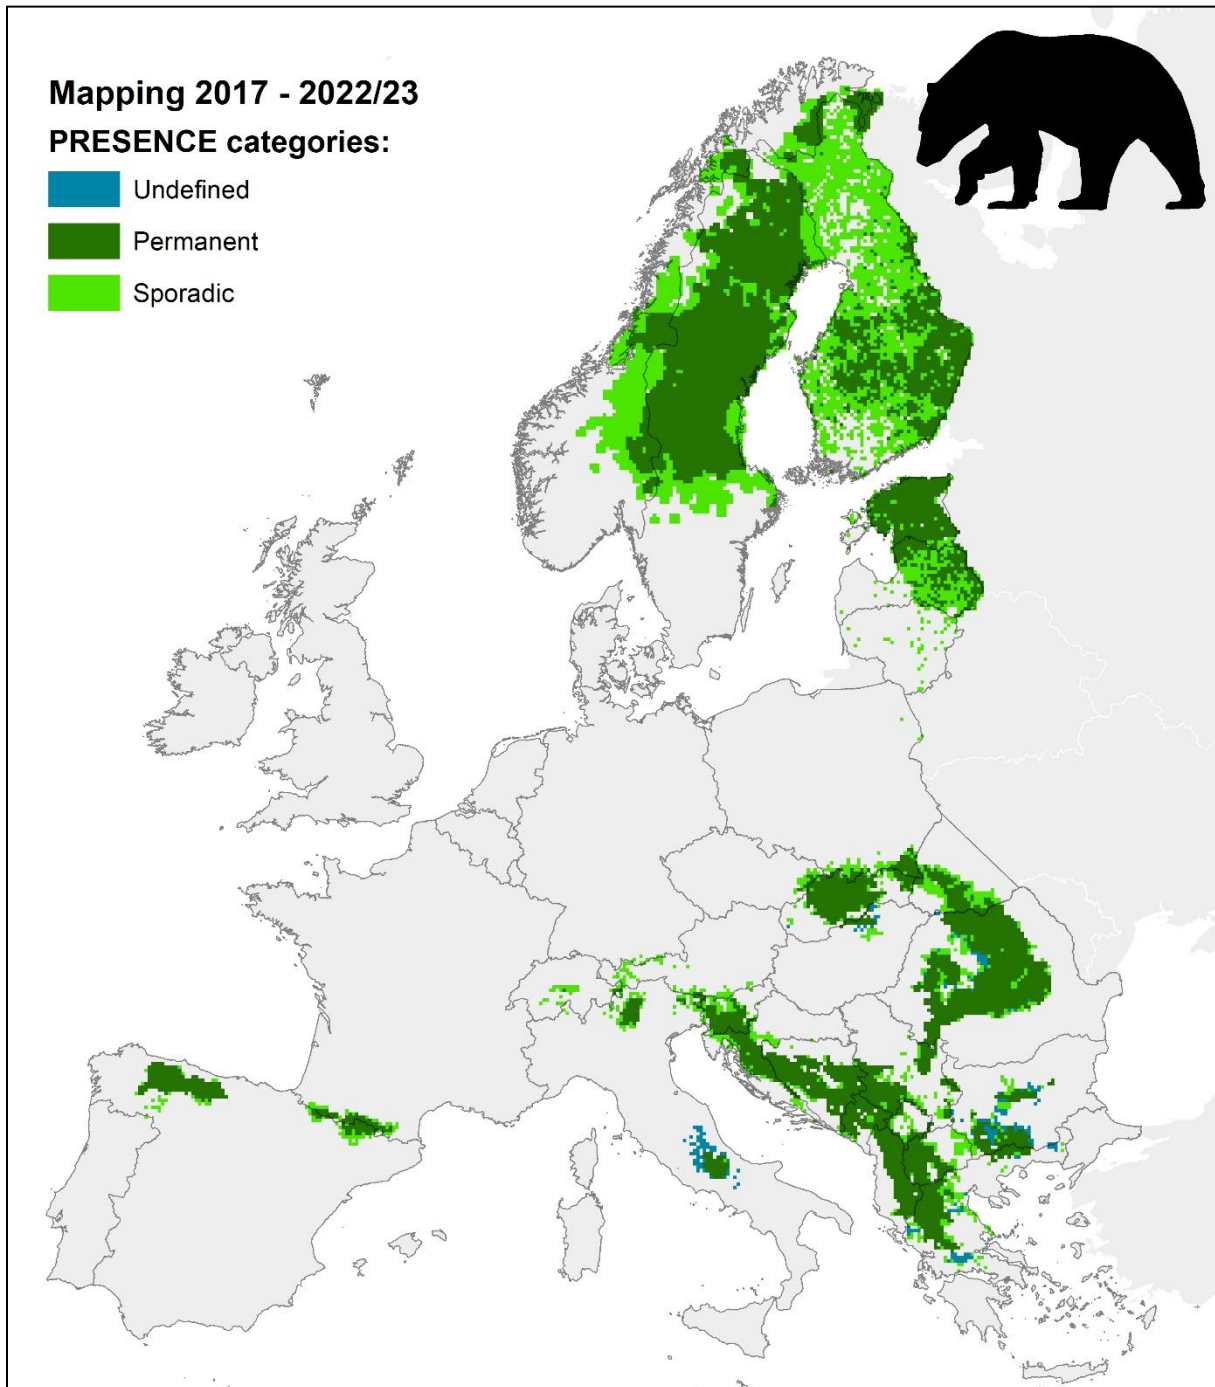 Mapping 2017 - 2022/23
PRESENCE categories:
Undefined
Permanent
Sporadic